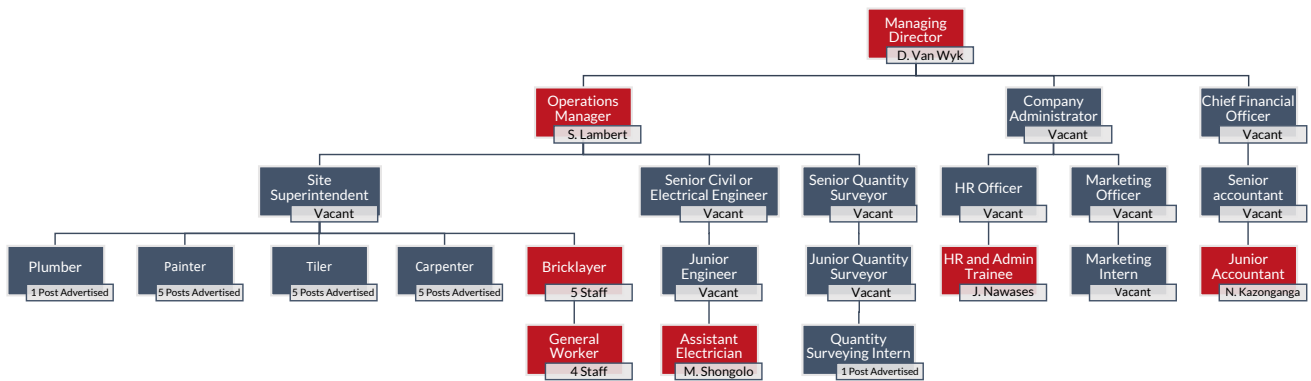 Managing
Director
D. Van Wyk
Operations
Manager
S. Lambert
Company
Administrator
Vacant
Chief Financial
Officer
Vacant
Site
Superintendent
Vacant
Senior Civil or
Electrical Engineer
Vacant
Senior Quantity
Surveyor
Vacant
HR Officer
Vacant
Marketing
Officer
Vacant
Senior
accountant
Vacant
Plumber
1 Post Advertised
Painter
5 Posts Advertised
Tiler
5 Posts Advertised
Carpenter
5 Posts Advertised
Bricklayer
5 Staff
Junior
Engineer
Vacant
Junior Quantity
Surveyor
Vacant
HR and Admin
Trainee
J. Nawases
Marketing
Intern
Vacant
Junior
Accountant
N. Kazonganga
General
Worker
4 Staff
Assistant
Electrician
M. Shongolo
Quantity
Surveying Intern
1 Post Advertised